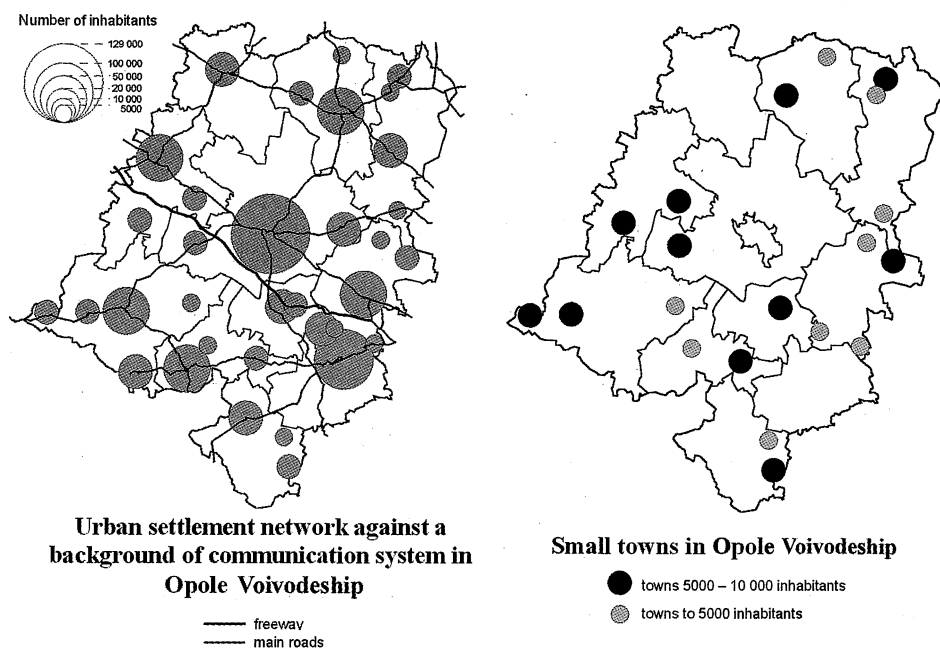 Number of inhabitants
129 000
100 000
50 000
20 000
10 000
5000
Urban settlement network against a
background of communication system in
Opole Voivodeship
freeway
main roads
Small towns in Opole Voivodeship
towns 5000 – 10 000 inhabitants
towns to 5000 inhabitants